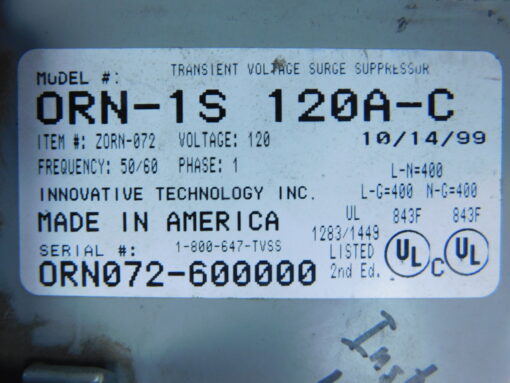 TRANSIENT VOLTAGE SURGE SUPPRESSOR
MODEL #:
ORN-1S 120A-C
ITEM #: ZORN-072 VOLTAGE: 120 10/14/99
FREQUENCY: 50/60 PHASE: 1 L-N=400
INNOVATIVE TECHNOLOGY INC. L-G=400 N-G=400
MADE IN AMERICA UL 843F 843F
1283/1449
SERIAL #: 1-800-647-TVSS LISTED
ORN072-600000 2nd Ed. UL C UL